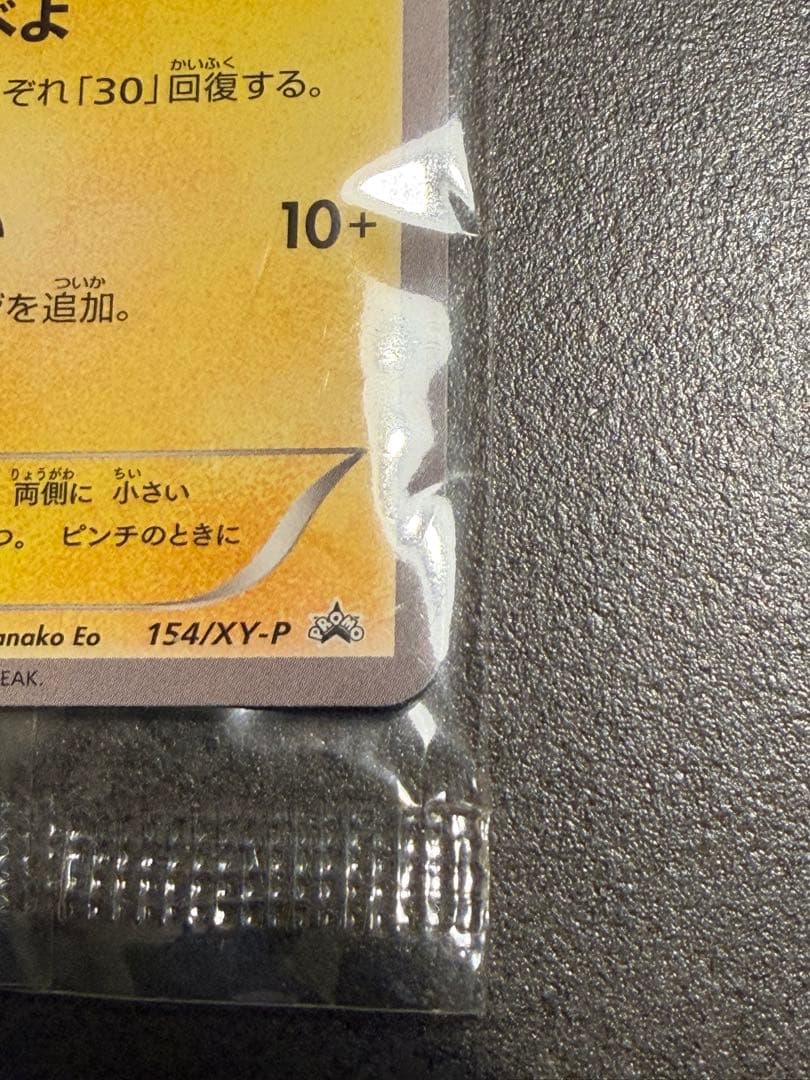 べよ
ぞれ「30」回復する。
かいふく
10+
を追加。
ついか
りょうがわ ちい
両側に 小さい
つ。 ピンチのときに
anako Eo 154/XY-P
EAK.